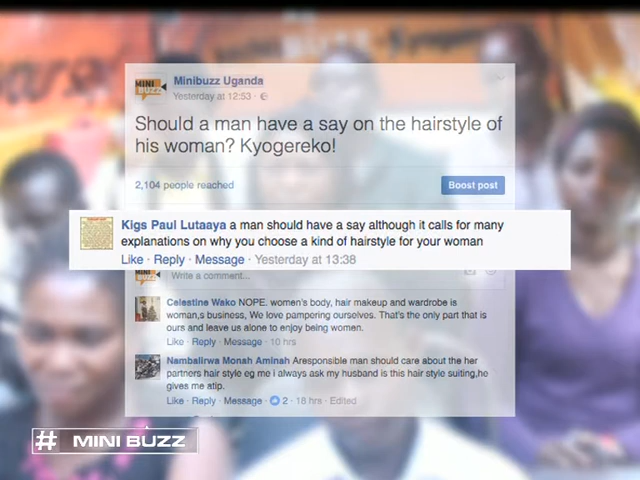 MINI BUZZ
Minibuzz Uganda
Yesterday at 12:53
Should a man have a say on the hairstyle of
his woman? Kyogereko!
2,104 people reached
Boost post
Kigs Paul Lutaaya a man should have a say although it calls for many
explanations on why you choose a kind of hairstyle for your woman
Like · Reply · Message · Yesterday at 13:38
MINI
Write a comment...
Celestine Wako NOPE. women's body, hair makeup and wardrobe is
woman,s business, We love pampering ourselves. That's the only part that is
ours and leave us alone to enjoy being women.
Like · Reply · Message · 10 hrs
Nambalirwa Monah Aminah Aresponsible man should care about the her
partners hair style eg me i always ask my husband is this hair style suiting,he
gives me atip.
Like · Reply · Message · 2 · 18 hrs · Edited
# MINI BUZZ